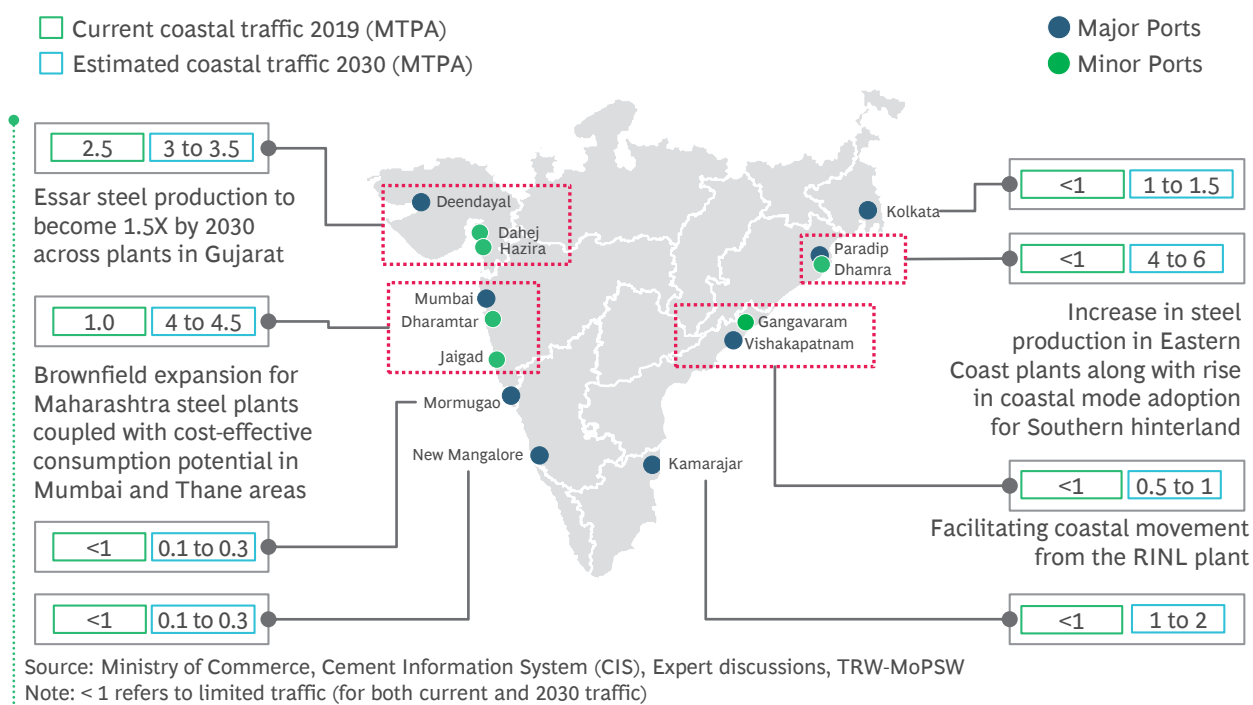 Current coastal traffic 2019 (MTPA)
Estimated coastal traffic 2030 (MTPA)
Major Ports
Minor Ports
2.5
3 to 3.5
Essar steel production to
become 1.5X by 2030
across plants in Gujarat
1.0
4 to 4.5
Brownfield expansion for
Maharashtra steel plants
coupled with cost-effective
consumption potential in
Mumbai and Thane areas
<1
0.1 to 0.3
<1
0.1 to 0.3
Deendayal
Dahej
Hazira
Mumbai
Dharamtar
Jaigad
Mormugao
New Mangalore
Kamarajar
Kolkata
Paradip
Dhamra
Gangavaram
Vishakapatnam
<1
1 to 1.5
<1
4 to 6
Increase in steel
production in Eastern
Coast plants along with rise
in coastal mode adoption
for Southern hinterland
<1
0.5 to 1
Facilitating coastal movement
from the RINL plant
<1
1 to 2
Source: Ministry of Commerce, Cement Information System (CIS), Expert discussions, TRW-MoPSW
Note: < 1 refers to limited traffic (for both current and 2030 traffic)